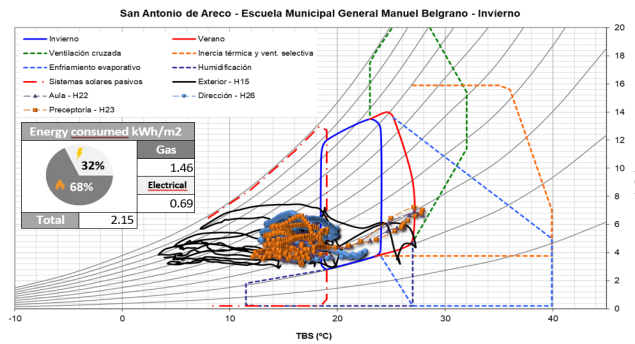 San Antonio de Areco - Escuela Municipal General Manuel Belgrano - Invierno
Invierno
Verano
Ventilación cruzada
Inercia térmica y vent. selectiva
Enfriamiento evaporativo
Humidificación
Sistemas solares pasivos
Exterior - H15
Aula - H22
Dirección - H26
Preceptoría - H23
Energy consumed kWh/m2
32%
68%
Gas
1.46
Electrical
0.69
Total
2.15
20
18
16
14
12
10
8
6
4
2
0
-10
0
10
20
30
40
TBS (ºC)